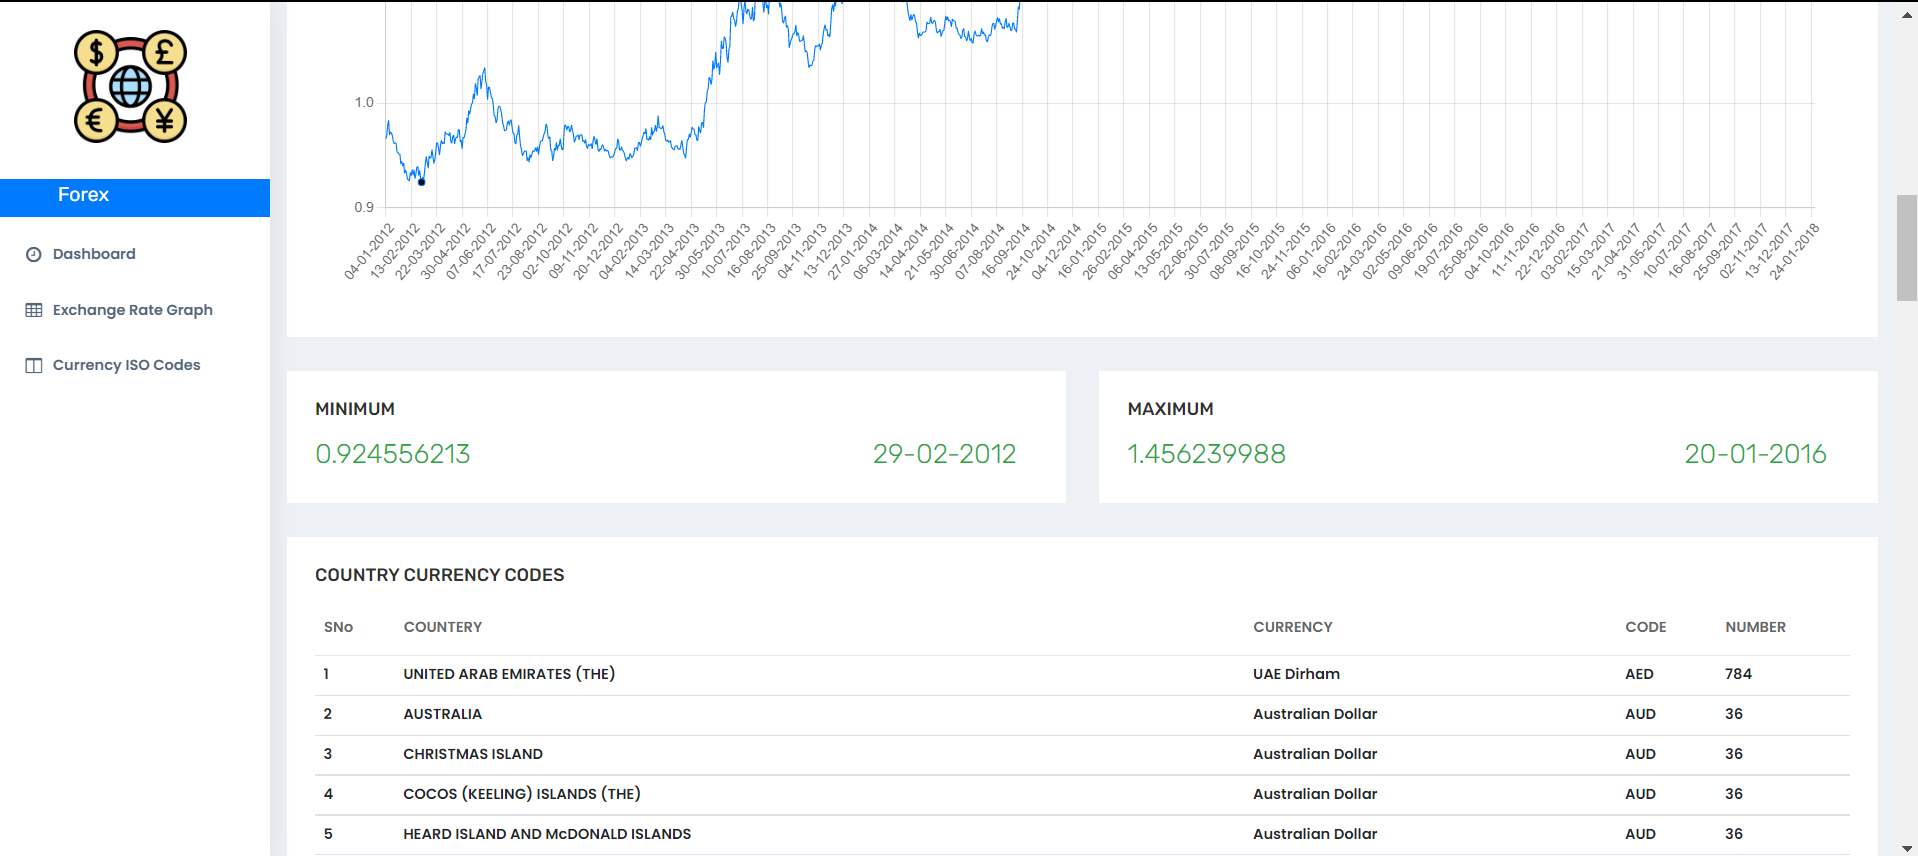 $ £
€ ¥
Forex
Dashboard
Exchange Rate Graph
Currency ISO Codes
1.0
0.9
04-01-2012 13-02-2012 22-03-2012 30-04-2012 07-06-2012 17-07-2012 23-08-2012 02-10-2012 09-11-2012 20-12-2012 04-02-2013 14-03-2013 22-04-2013 30-05-2013 10-07-2013 16-08-2013 25-09-2013 04-11-2013 13-12-2013 27-01-2014 06-03-2014 14-04-2014 21-05-2014 30-06-2014 07-08-2014 16-09-2014 24-10-2014 04-12-2014 16-01-2015 26-02-2015 06-04-2015 13-05-2015 22-06-2015 30-07-2015 08-09-2015 16-10-2015 24-11-2015 06-01-2016 16-02-2016 24-03-2016 02-05-2016 09-06-2016 19-07-2016 25-08-2016 04-10-2016 11-11-2016 22-12-2016 03-02-2017 15-03-2017 21-04-2017 31-05-2017 10-07-2017 16-08-2017 25-09-2017 02-11-2017 13-12-2017 24-01-2018
MINIMUM
0.924556213 29-02-2012
MAXIMUM
1.456239988 20-01-2016
COUNTRY CURRENCY CODES
SNo COUNTERY CURRENCY CODE NUMBER
1 UNITED ARAB EMIRATES (THE) UAE Dirham AED 784
2 AUSTRALIA Australian Dollar AUD 36
3 CHRISTMAS ISLAND Australian Dollar AUD 36
4 COCOS (KEELING) ISLANDS (THE) Australian Dollar AUD 36
5 HEARD ISLAND AND McDONALD ISLANDS Australian Dollar AUD 36